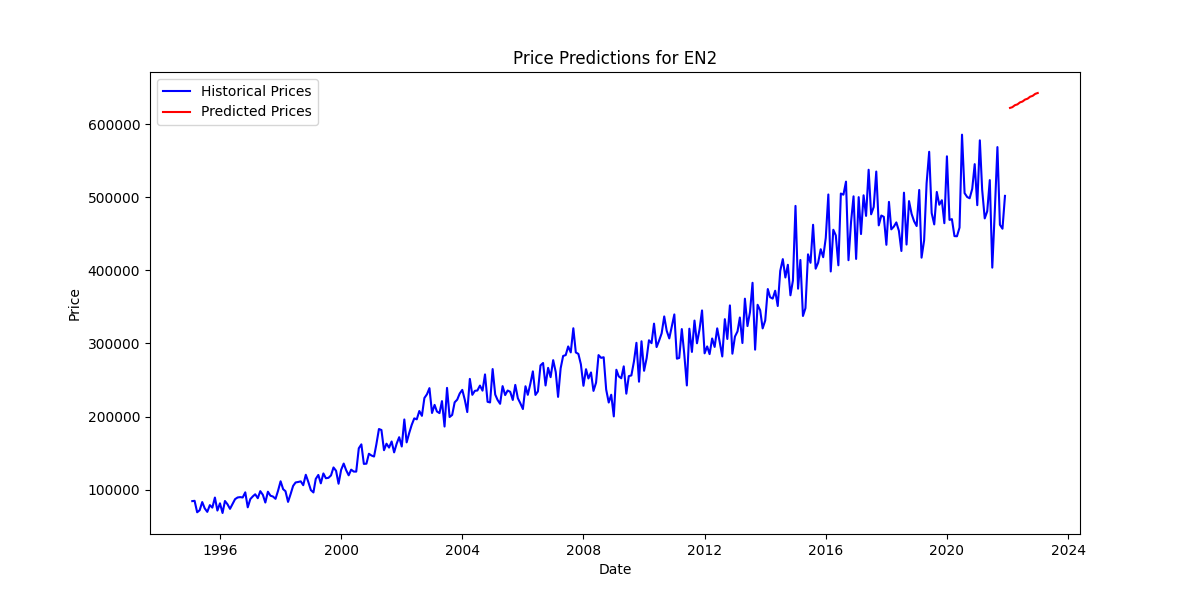 Price Predictions for EN2
Historical Prices
Predicted Prices
600000
500000
400000
300000
200000
100000
Price
1996
2000
2004
2008
2012
2016
2020
2024
Date